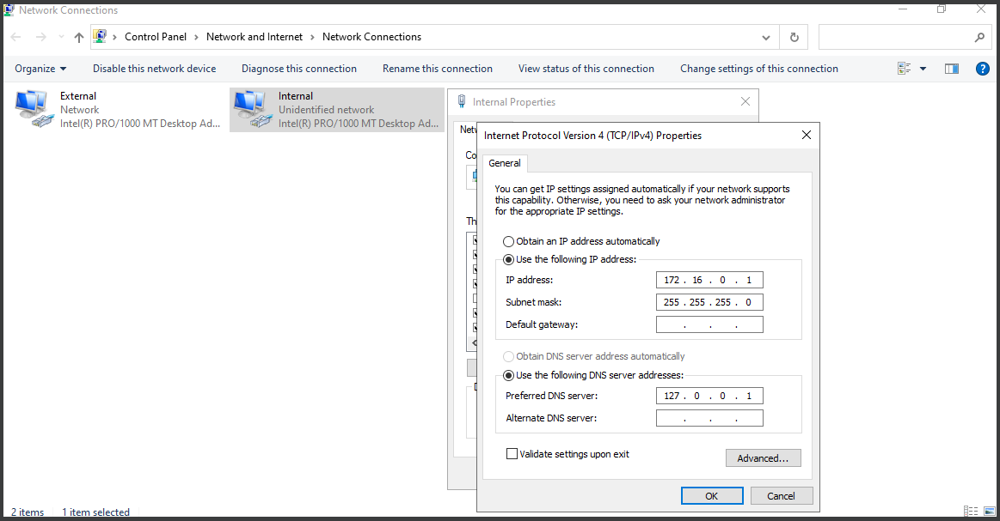 Network Connections
Control Panel > Network and Internet > Network Connections
Organize Disable this network device Diagnose this connection Rename this connection View status of this connection Change settings of this connection
External
Network
Intel(R) PRO/1000 MT Desktop Ad...
Internal
Unidentified network
Intel(R) PRO/1000 MT Desktop Ad...
Internal Properties
Internet Protocol Version 4 (TCP/IPv4) Properties
General
You can get IP settings assigned automatically if your network supports
this capability. Otherwise, you need to ask your network administrator
for the appropriate IP settings.
Obtain an IP address automatically
Use the following IP address:
IP address: 172 . 16 . 0 . 1
Subnet mask: 255 . 255 . 255 . 0
Default gateway: . . .
Obtain DNS server address automatically
Use the following DNS server addresses:
Preferred DNS server: 127 . 0 . 0 . 1
Alternate DNS server: . . .
Validate settings upon exit
Advanced...
OK Cancel
2 items 1 item selected